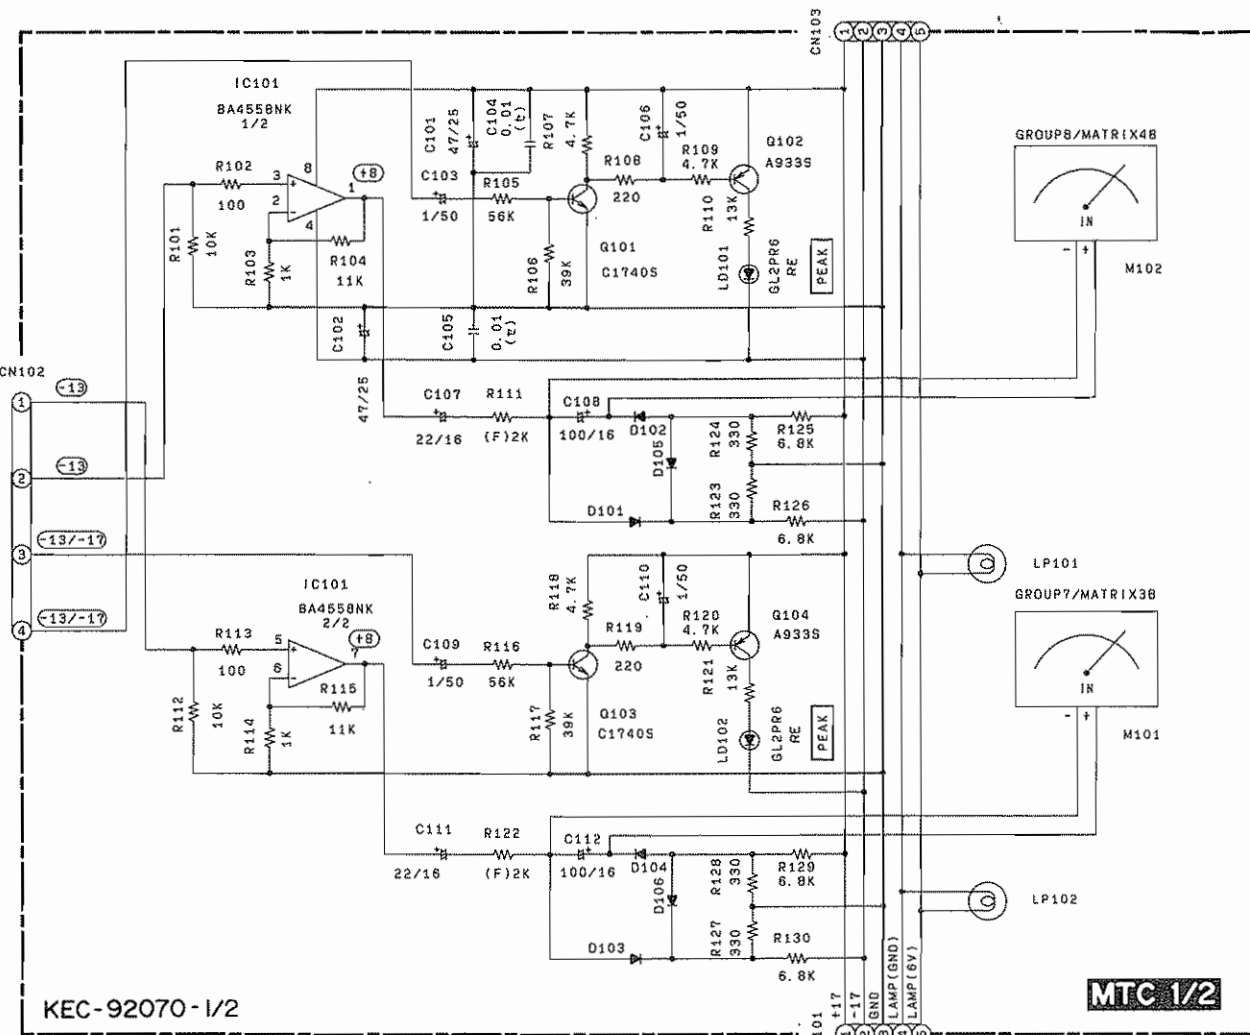 CN103
1 2 3 4 5
IC101
BA4558NK
1/2
C101
47/25
C104
0.01
(セ)
R107
4.7K
C106
1/50
R109
4.7K
Q102
A933S
GROUP8/MATRIX4B
IN
- +
M102
R102
100
3
+
2
-
8
1
4
+8
C103
+
1/50
R105
56K
R108
220
R110
13K
R101
10K
R103
1K
R104
11K
R106
39K
Q101
C1740S
LD101
GL2PR6
RE
PEAK
C102
47/25
C105
0.01
(セ)
CN102
1
-13
2
-13
3
-13/-17
4
-13/-17
C107
22/16
R111
(F)2K
C108
100/16
D102
D105
D101
R124
330
R123
330
R125
6.8K
R126
6.8K
LP101
IC101
BA4558NK
2/2
+8
R113
100
5
+
6
-
7
R112
10K
R114
1K
R115
11K
C109
1/50
R116
56K
R118
4.7K
C110
1/50
R119
220
R120
4.7K
Q104
A933S
R121
13K
R117
39K
Q103
C1740S
LD102
GL2PR6
RE
PEAK
GROUP7/MATRIX3B
IN
- +
M101
C111
22/16
R122
(F)2K
C112
100/16
D104
D106
D103
R128
330
R127
330
R129
6.8K
R130
6.8K
LP102
KEC-92070-1/2
+17
-17
GND
LAMP(GND)
LAMP(6V)
101
1 2 3 4 5
MTC 1/2